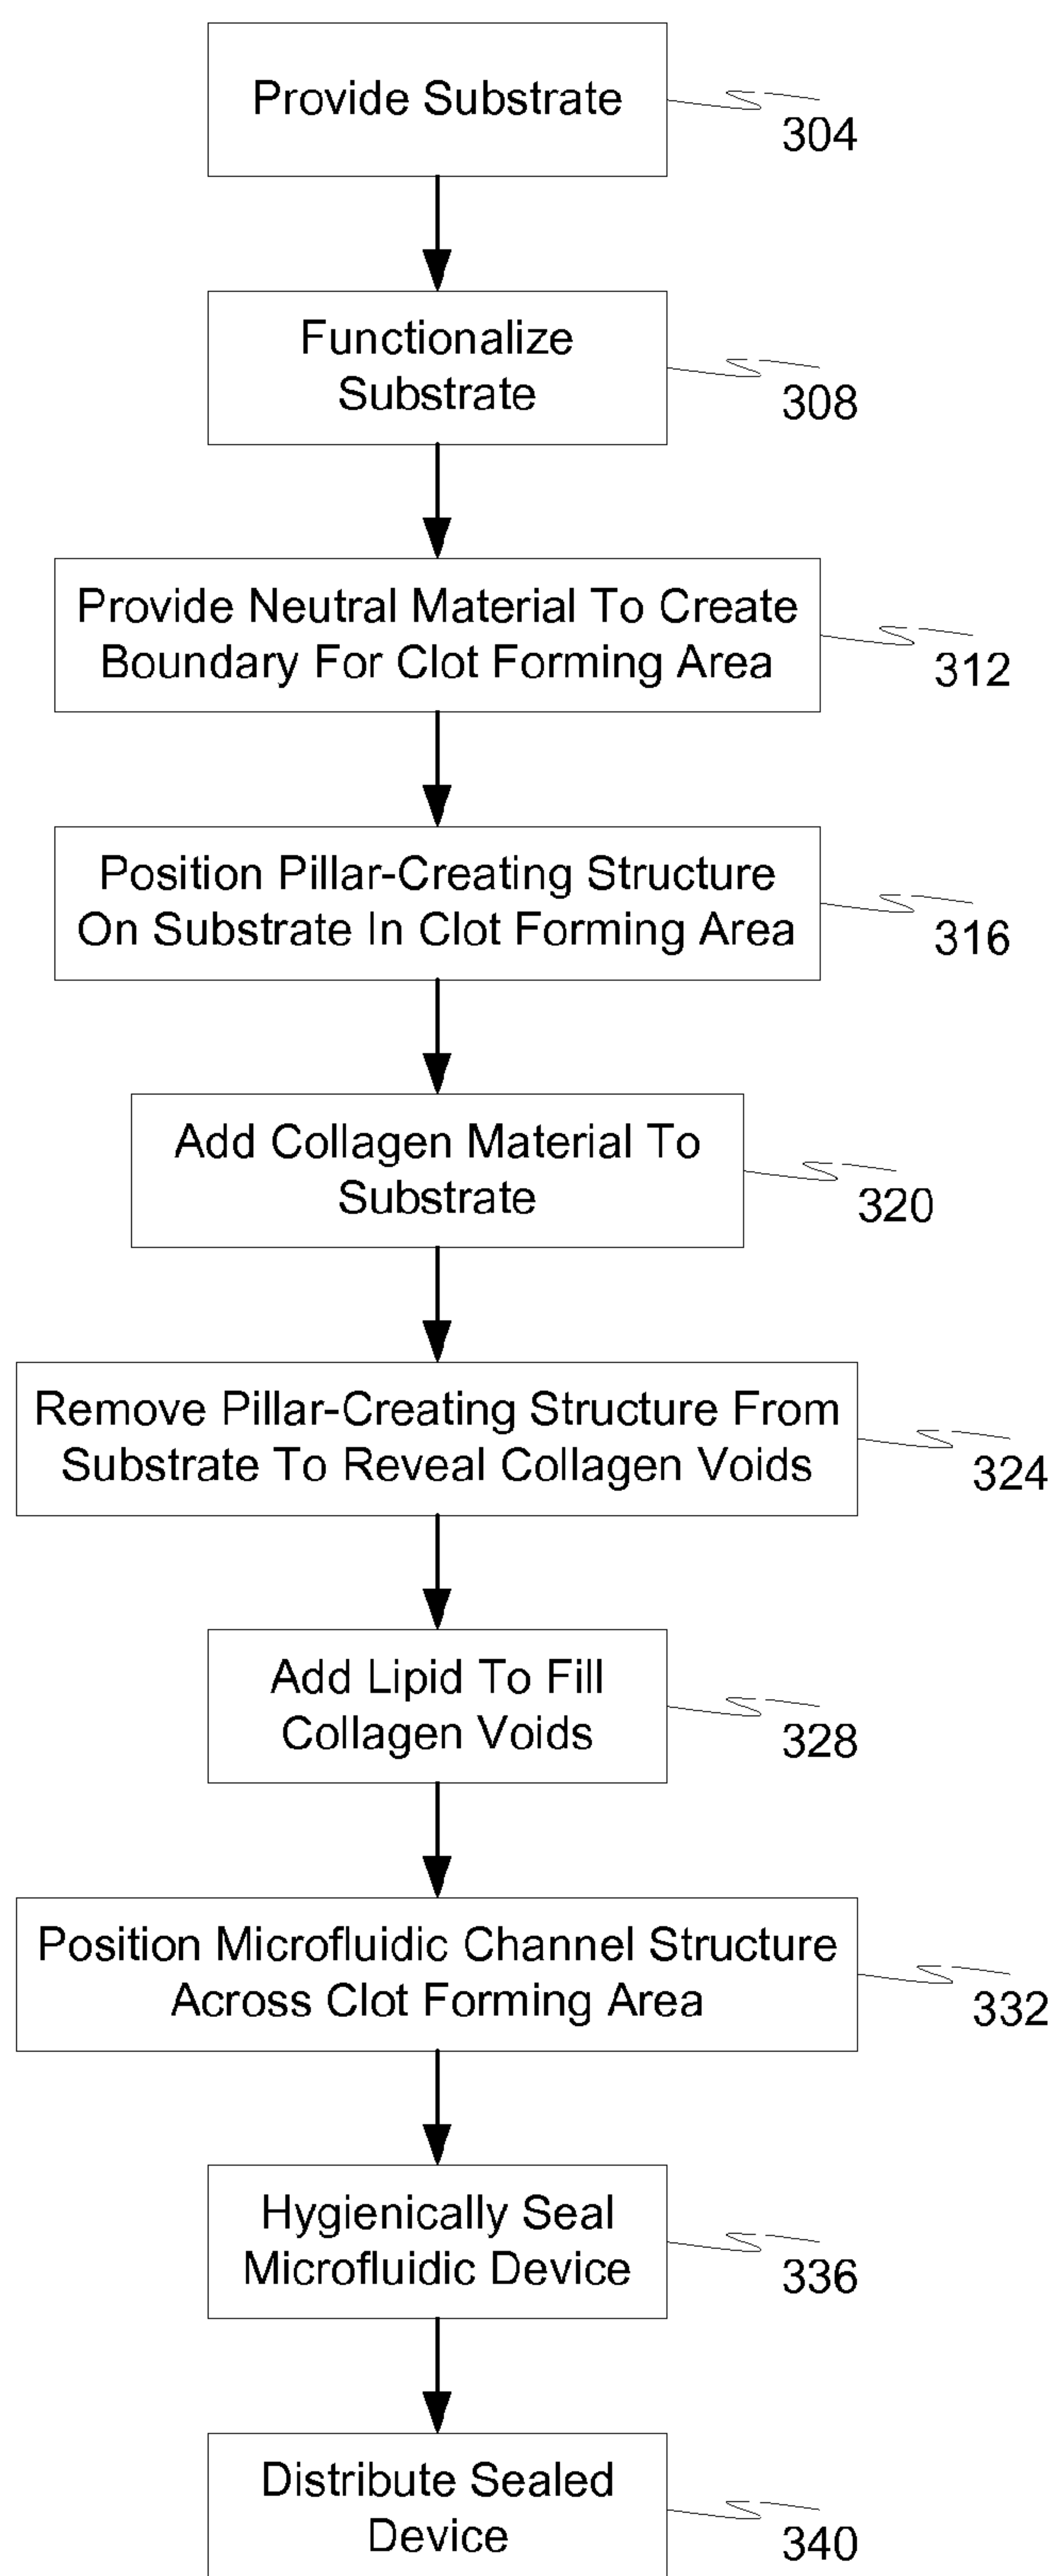 Provide Substrate
304
Functionalize
Substrate
308
Provide Neutral Material To Create
Boundary For Clot Forming Area
312
Position Pillar-Creating Structure
On Substrate In Clot Forming Area
316
Add Collagen Material To
Substrate
320
Remove Pillar-Creating Structure From
Substrate To Reveal Collagen Voids
324
Add Lipid To Fill
Collagen Voids
328
Position Microfluidic Channel Structure
Across Clot Forming Area
332
Hygienically Seal
Microfluidic Device
336
Distribute Sealed
Device
340